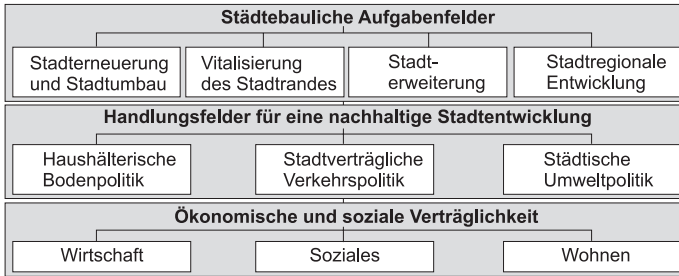 Städtebauliche Aufgabenfelder
Stadterneuerung
und Stadtumbau
Vitalisierung
des Stadtrandes
Stadt-
erweiterung
Stadtregionale
Entwicklung
Handlungsfelder für eine nachhaltige Stadtentwicklung
Haushälterische
Bodenpolitik
Stadtverträgliche
Verkehrspolitik
Städtische
Umweltpolitik
Ökonomische und soziale Verträglichkeit
Wirtschaft
Soziales
Wohnen